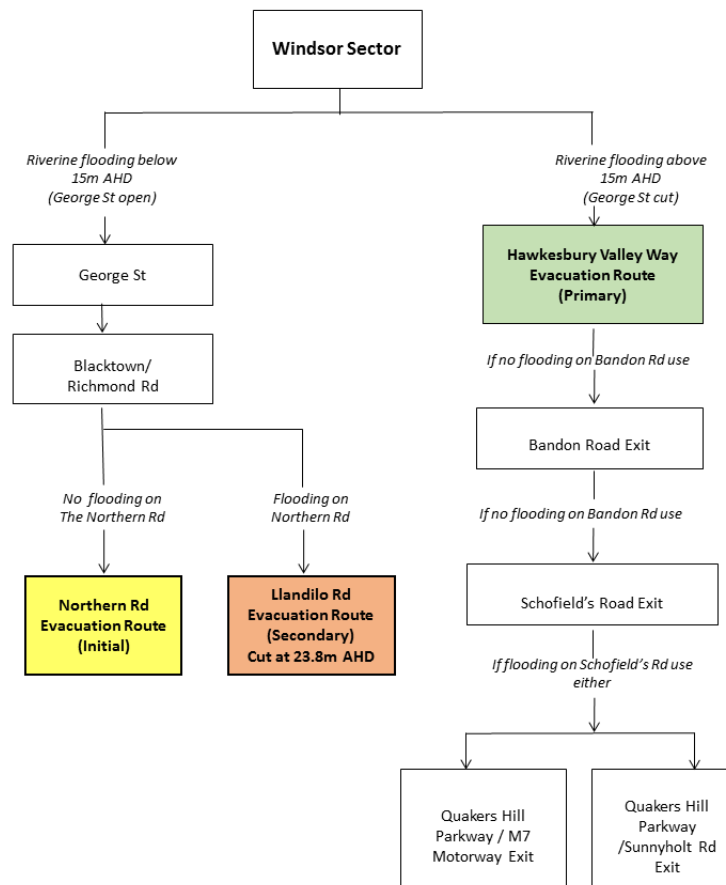 Windsor Sector
Riverine flooding below
15m AHD
(George St open)
Riverine flooding above
15m AHD
(George St cut)
George St
Hawkesbury Valley Way
Evacuation Route
(Primary)
Blacktown/
Richmond Rd
If no flooding on Bandon Rd use
Bandon Road Exit
No flooding on
The Northern Rd
Flooding on
Northern Rd
If no flooding on Bandon Rd use
Northern Rd
Evacuation Route
(Initial)
Llandilo Rd
Evacuation Route
(Secondary)
Cut at 23.8m AHD
Schofield's Road Exit
If flooding on Schofield's Rd use
either
Quakers Hill
Parkway / M7
Motorway Exit
Quakers Hill
Parkway
/Sunnyholt Rd
Exit